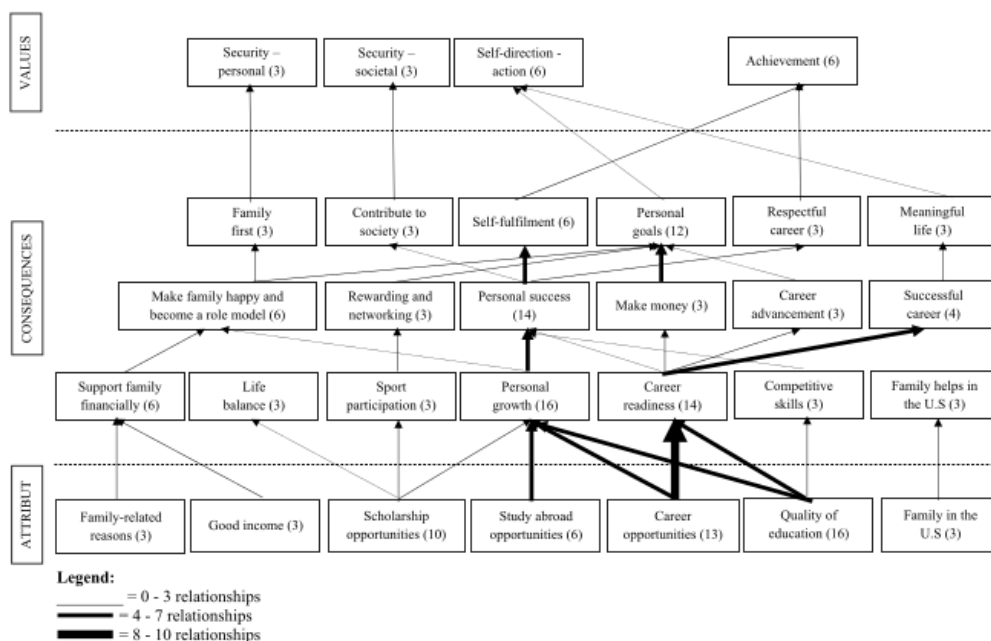 VALUES
Security –
personal (3)
Security –
societal (3)
Self-direction -
action (6)
Achievement (6)
CONSEQUENCES
Family
first (3)
Contribute to
society (3)
Self-fulfilment (6)
Personal
goals (12)
Respectful
career (3)
Meaningful
life (3)
Make family happy and
become a role model (6)
Rewarding and
networking (3)
Personal success
(14)
Make money (3)
Career
advancement (3)
Successful
career (4)
Support family
financially (6)
Life
balance (3)
Sport
participation (3)
Personal
growth (16)
Career
readiness (14)
Competitive
skills (3)
Family helps in
the U.S (3)
ATTRIBUT
Family-related
reasons (3)
Good income (3)
Scholarship
opportunities (10)
Study abroad
opportunities (6)
Career
opportunities (13)
Quality of
education (16)
Family in the
U.S (3)
Legend:
= 0 - 3 relationships
= 4 - 7 relationships
= 8 - 10 relationships